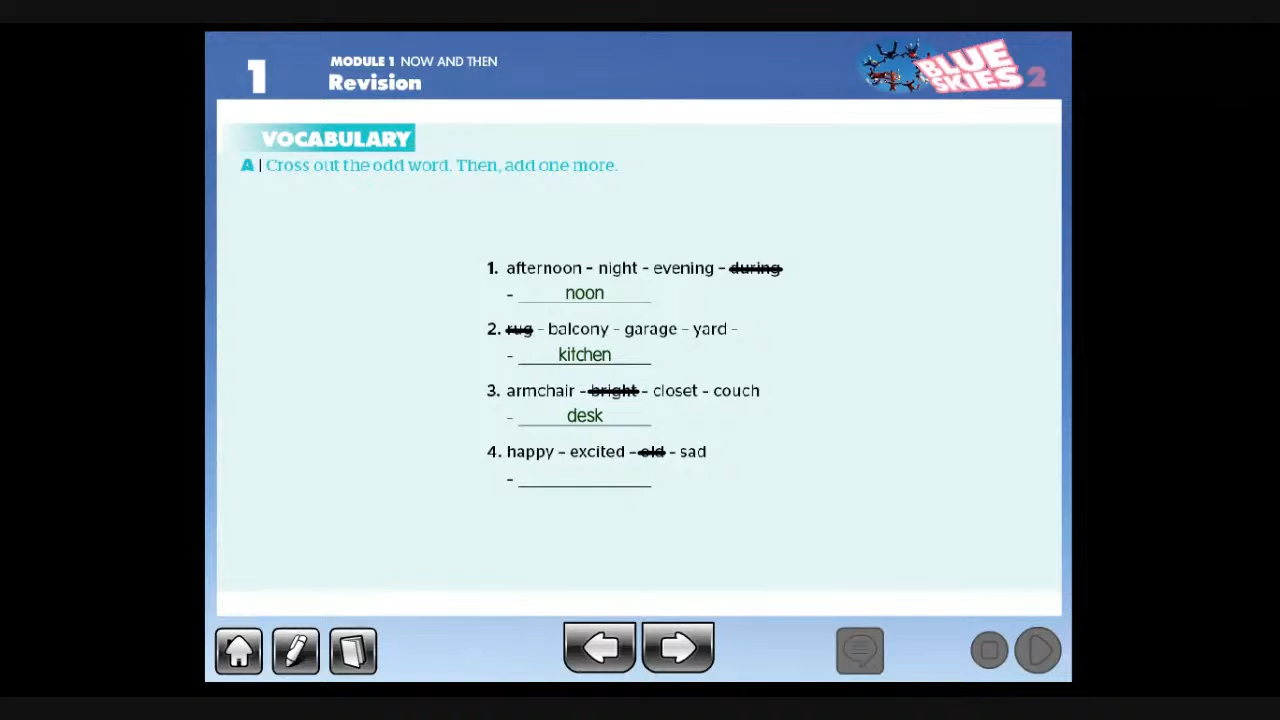 1
MODULE 1 NOW AND THEN
Revision
BLUE
SKIES 2
VOCABULARY
A | Cross out the odd word. Then, add one more.
1. afternoon - night - evening - during
- noon
2. rug - balcony - garage - yard -
- kitchen
3. armchair - bright - closet - couch
- desk
4. happy - excited - old - sad
-